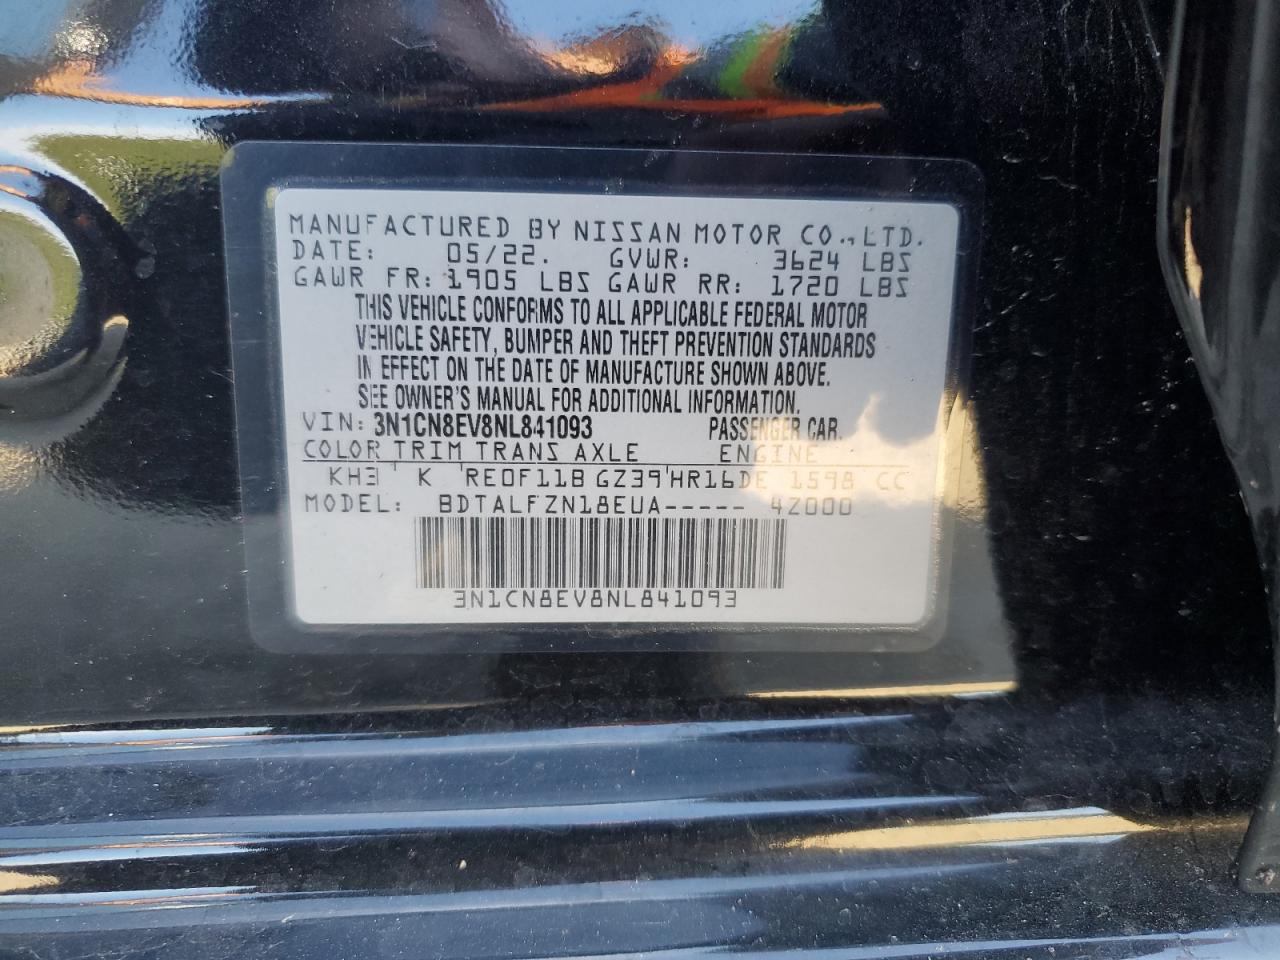 MANUFACTURED BY NISSAN MOTOR CO., LTD.
DATE: 05/22. GVWR: 3624 LBS
GAWR FR: 1905 LBS GAWR RR: 1720 LBS
THIS VEHICLE CONFORMS TO ALL APPLICABLE FEDERAL MOTOR
VEHICLE SAFETY, BUMPER AND THEFT PREVENTION STANDARDS
IN EFFECT ON THE DATE OF MANUFACTURE SHOWN ABOVE.
SEE OWNER'S MANUAL FOR ADDITIONAL INFORMATION.
VIN: 3N1CN8EV8NL841093 PASSENGER CAR.
COLOR TRIM TRANS AXLE ENGINE
KH3 K RE0F11B GZ39 HR16DE 1598 CC
MODEL: BDTALFZN18EUA----- 4Z000
3N1CN8EV8NL841093